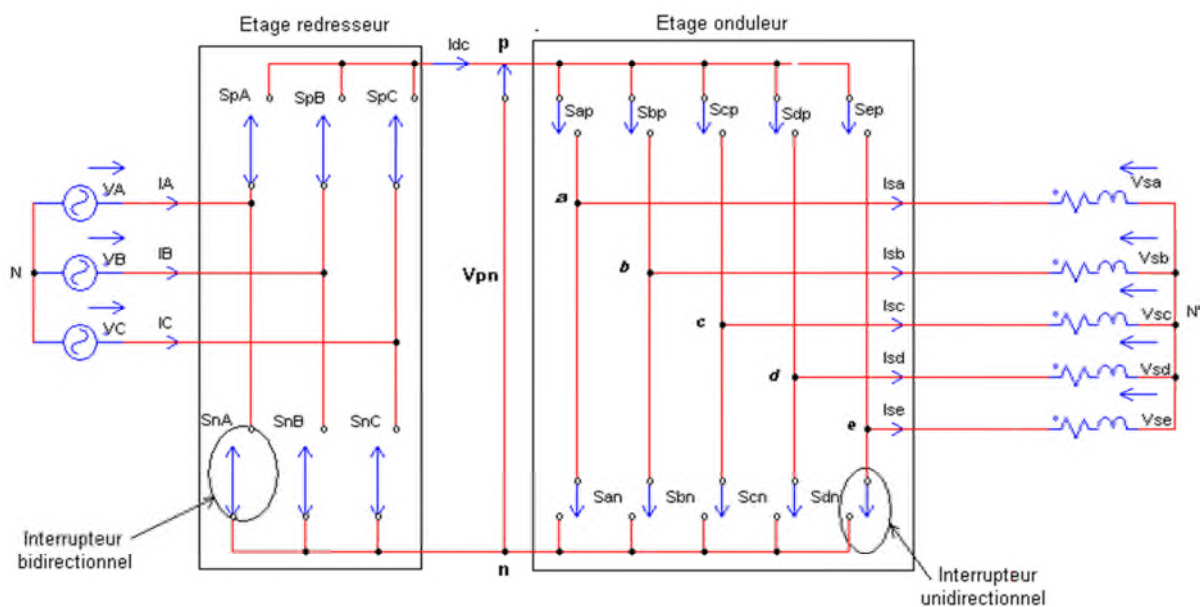 Etage redresseur
Etage onduleur
Idc
p
SpA
SpB
SpC
Sap
Sbp
Scp
Sdp
Sep
VA
IA
a
Isa
Vsa
N
VB
IB
Vpn
b
Isb
Vsb
VC
IC
c
Isc
Vsc
N'
d
Isd
Vsd
SnA
SnB
SnC
e
Ise
Vse
San
Sbn
Scn
Sdn
Interrupteur
bidirectionnel
n
Interrupteur
unidirectionnel